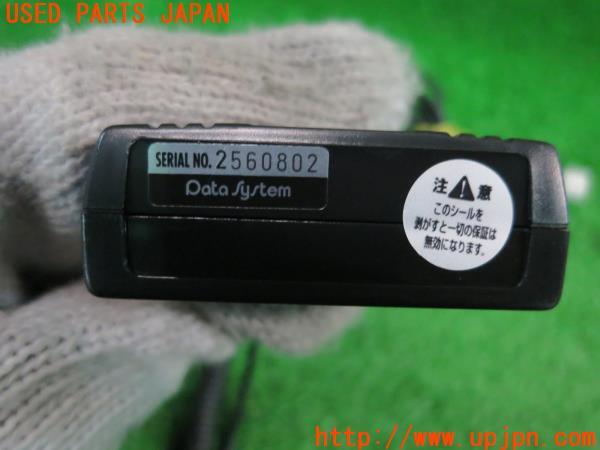 USED PARTS JAPAN
SERIAL NO. 2560802
Data System
注⚠意
このシールを
剥がすと一切の保証は
無効になります。
http://www.upjpn.com